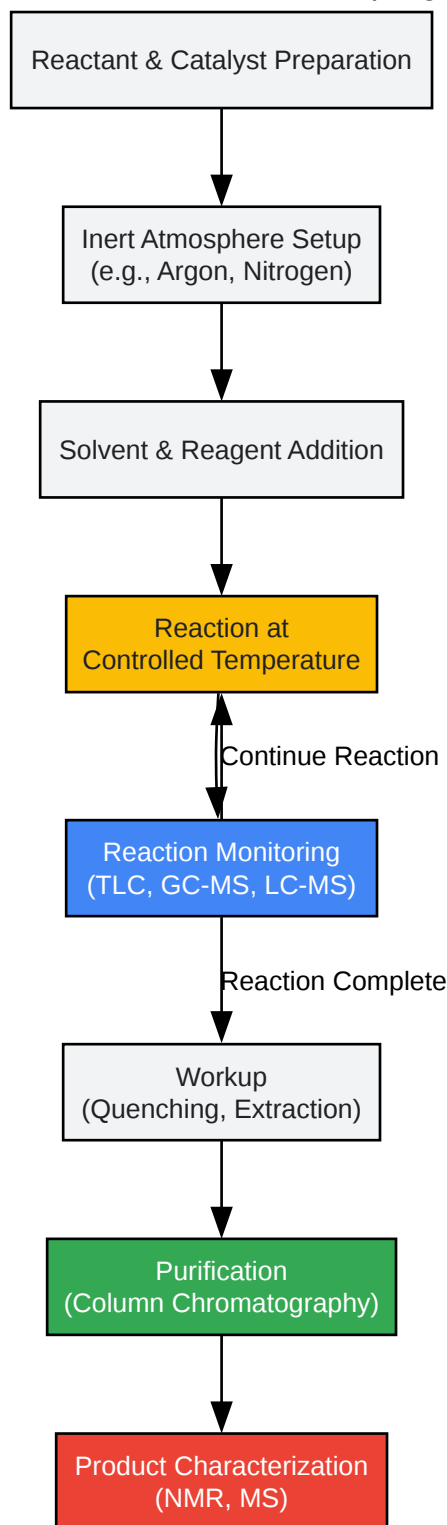 Reactant & Catalyst Preparation
Inert Atmosphere Setup
(e.g., Argon, Nitrogen)
Solvent & Reagent Addition
Reaction at
Controlled Temperature
Continue Reaction
Reaction Monitoring
(TLC, GC-MS, LC-MS)
Reaction Complete
Workup
(Quenching, Extraction)
Purification
(Column Chromatography)
Product Characterization
(NMR, MS)